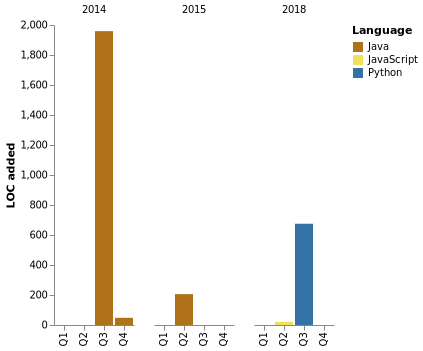 2014 2015 2018
Language
Java
JavaScript
Python
LOC added
2,000
1,800
1,600
1,400
1,200
1,000
800
600
400
200
0
Q1 Q2 Q3 Q4 Q1 Q2 Q3 Q4 Q1 Q2 Q3 Q4